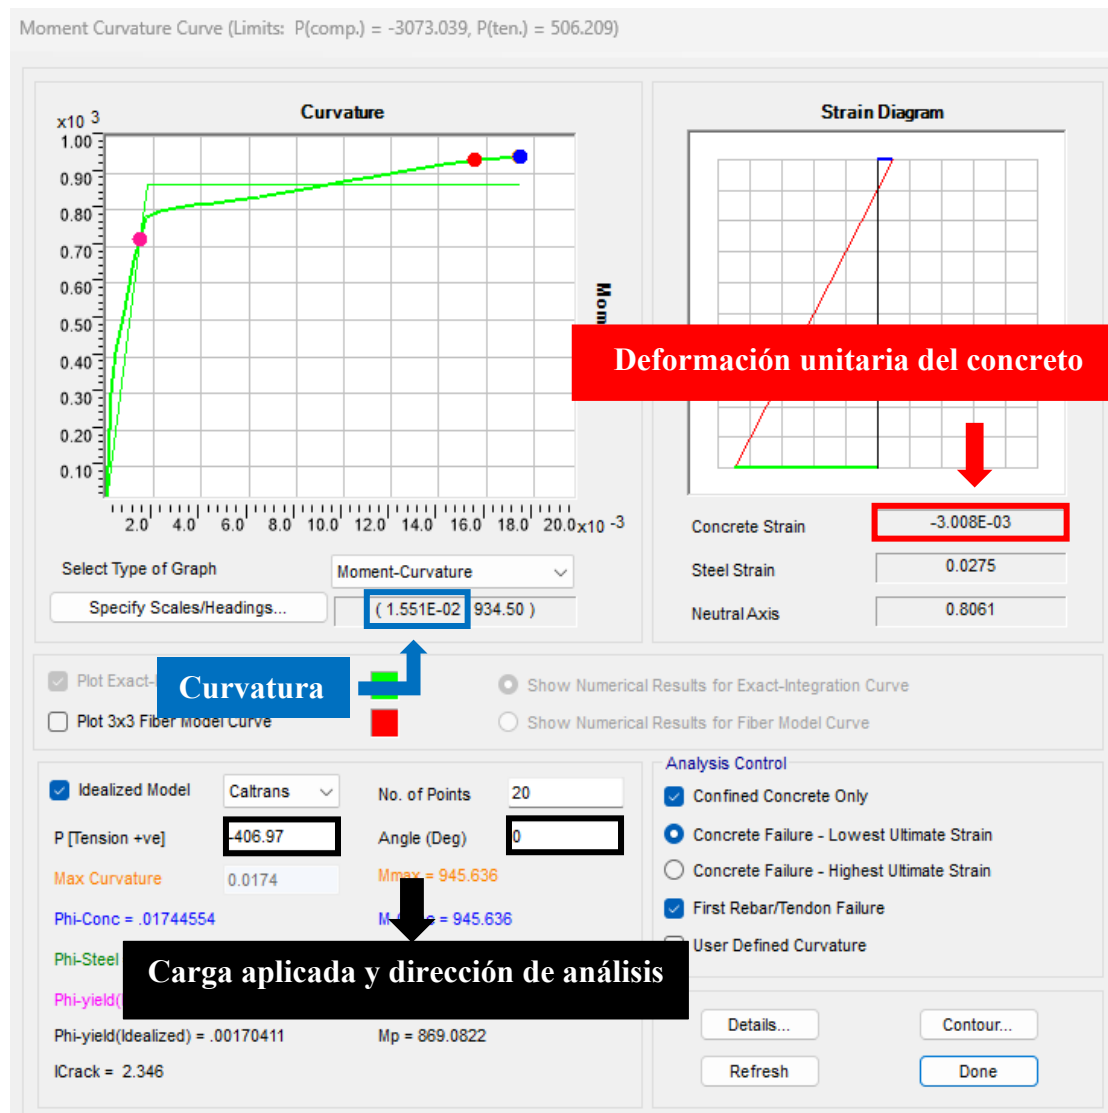 Moment Curvature Curve (Limits: P(comp.) = -3073.039, P(ten.) = 506.209)
Curvature
x10 3
1.00
0.90
0.80
0.70
0.60
0.50
0.40
0.30
0.20
0.10
2.0 4.0 6.0 8.0 10.0 12.0 14.0 16.0 18.0 20.0 x10 -3
Mom
Select Type of Graph
Moment-Curvature
Specify Scales/Headings...
( 1.551E-02 934.50 )
Strain Diagram
Deformación unitaria del concreto
Concrete Strain -3.008E-03
Steel Strain 0.0275
Neutral Axis 0.8061
Curvatura
Plot Exact-
Plot 3x3 Fiber Model Curve
Show Numerical Results for Exact-Integration Curve
Show Numerical Results for Fiber Model Curve
Idealized Model Caltrans No. of Points 20
P [Tension +ve] -406.97 Angle (Deg) 0
Max Curvature 0.0174 Mmax = 945.636
Phi-Conc = .01744554 = 945.636
Phi-Steel
Carga aplicada y dirección de análisis
Phi-yield(
Phi-yield(Idealized) = .00170411 Mp = 869.0822
ICrack = 2.346
Analysis Control
Confined Concrete Only
Concrete Failure - Lowest Ultimate Strain
Concrete Failure - Highest Ultimate Strain
First Rebar/Tendon Failure
User Defined Curvature
Details... Contour...
Refresh Done